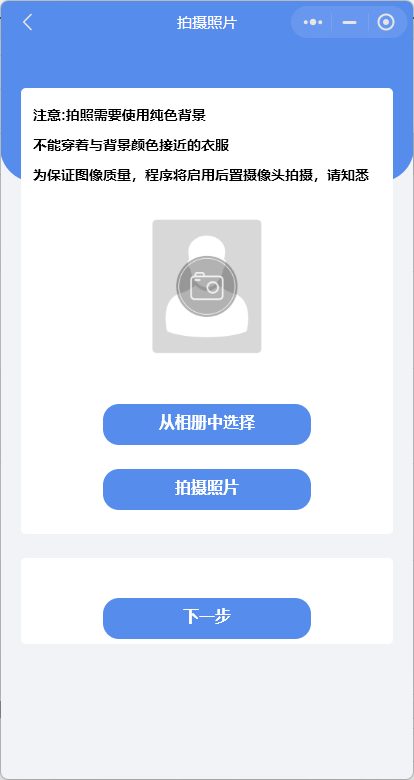 拍摄照片
注意:拍照需要使用纯色背景
不能穿着与背景颜色接近的衣服
为保证图像质量，程序将启用后置摄像头拍摄，请知悉
从相册中选择
拍摄照片
下一步